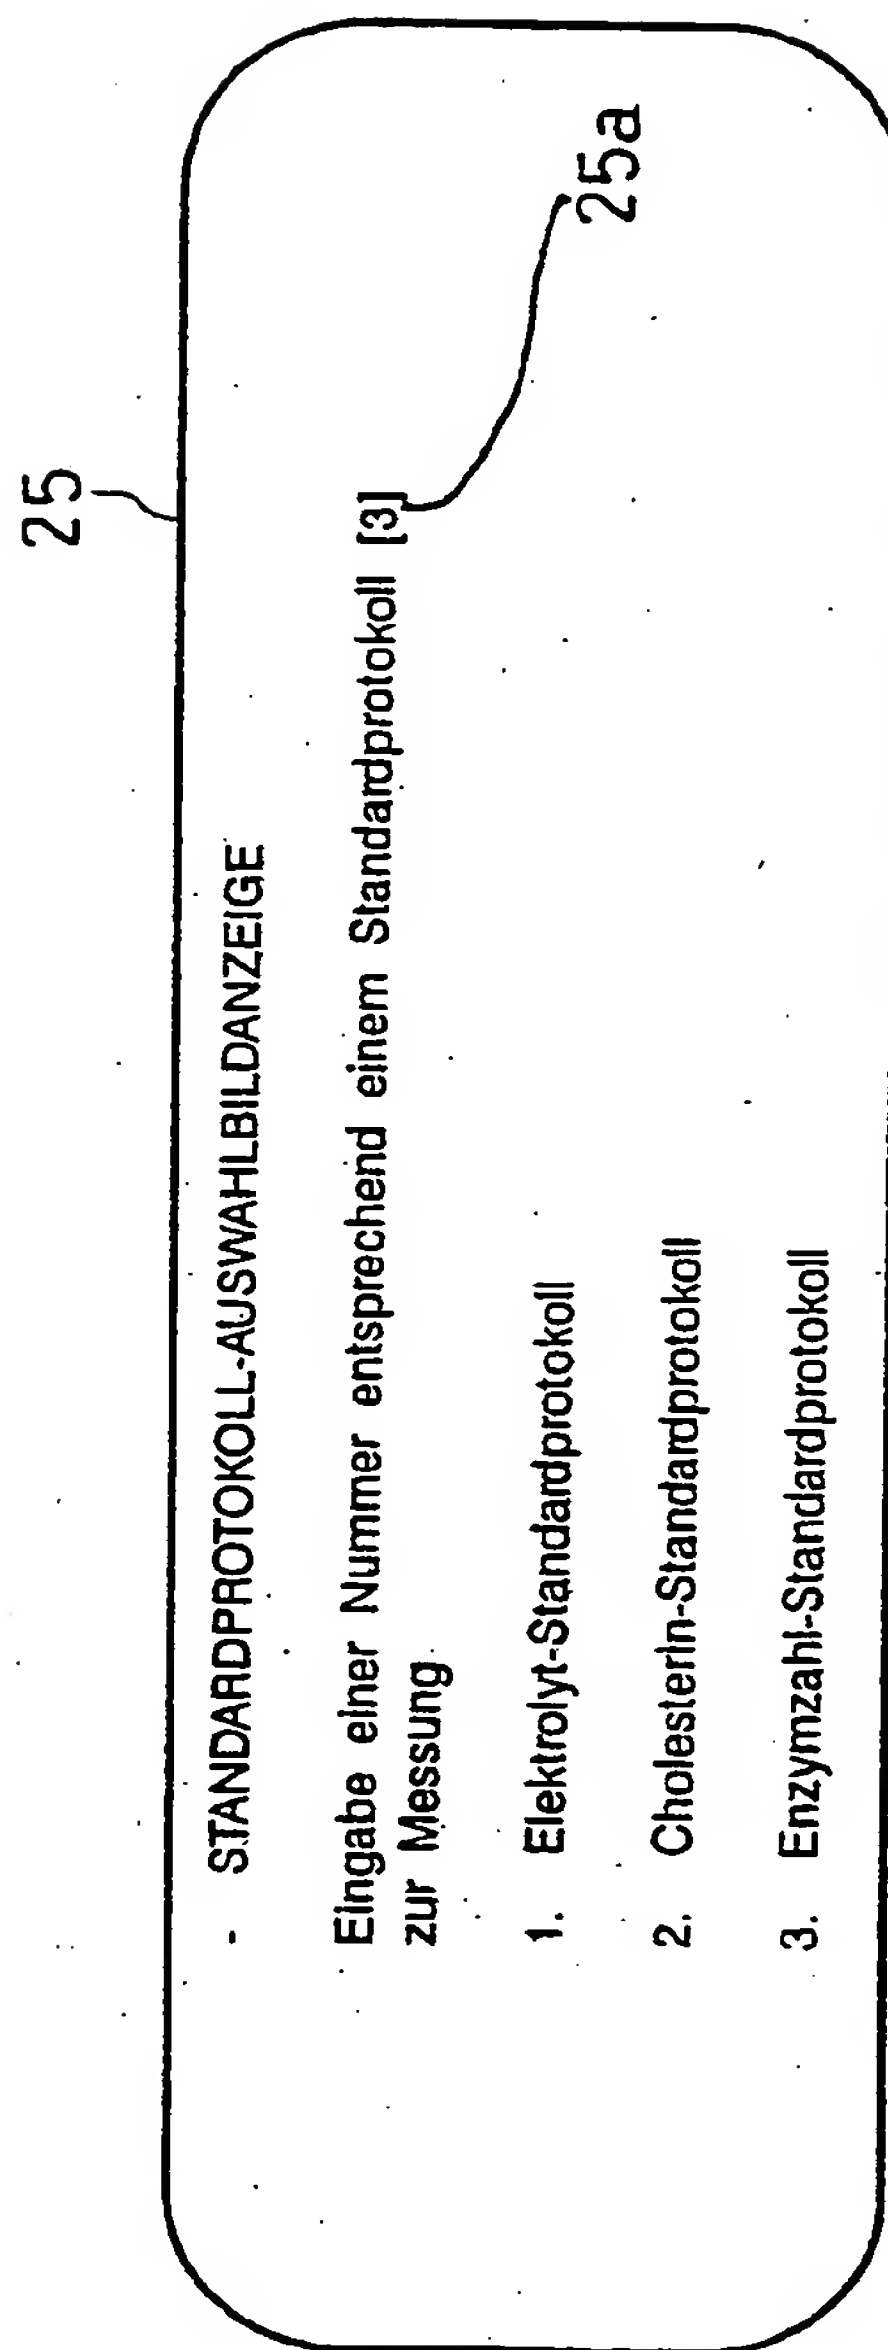 25
- STANDARDPROTOKOLL-AUSWAHLBILDANZEIGE
Eingabe einer Nummer entsprechend einem Standardprotokoll [3]
zur Messung
25a
1. Elektrolyt-Standardprotokoll
2. Cholesterin-Standardprotokoll
3. Enzymzahl-Standardprotokoll